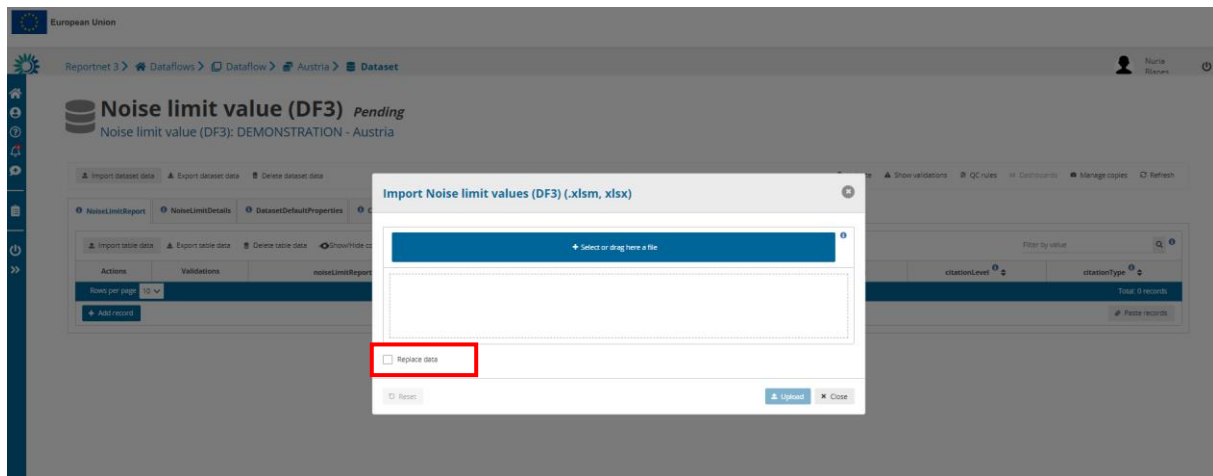 European Union
Reportnet 3 > Dataflows > Dataflow > Austria > Dataset
Nuria
Noise limit value (DF3) Pending
Noise limit value (DF3): DEMONSTRATION - Austria
Import dataset data Export dataset data Delete dataset data
Show validations QC rules Dashboards Manage copies Refresh
Import Noise limit values (DF3) (.xlsm, xlsx)
NoiseLimitReport NoiseLimitDetails DatasetDefaultProperties
+ Select or drag here a file
Import table data Export table data Delete table data Show/Hide
Filter by value
Actions Validations noiseLimitReport citationLevel citationType
Rows per page 10 Total: 0 records
+ Add record Paste records
Replace data
Reset Upload Close